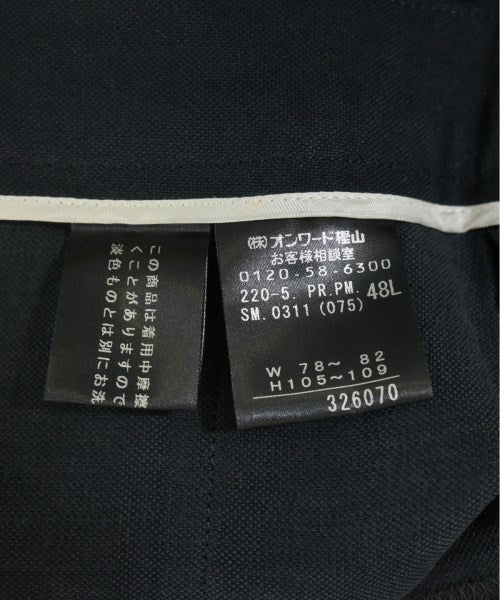 この商品は着用中摩擦
くことがありますので
淡色ものとは別にお洗
(株)オンワード樫山
お客様相談室
0120-58-6300
220-5. PR.PM. 48L
SM.0311(075)
W 78～ 82
H105～109
326070